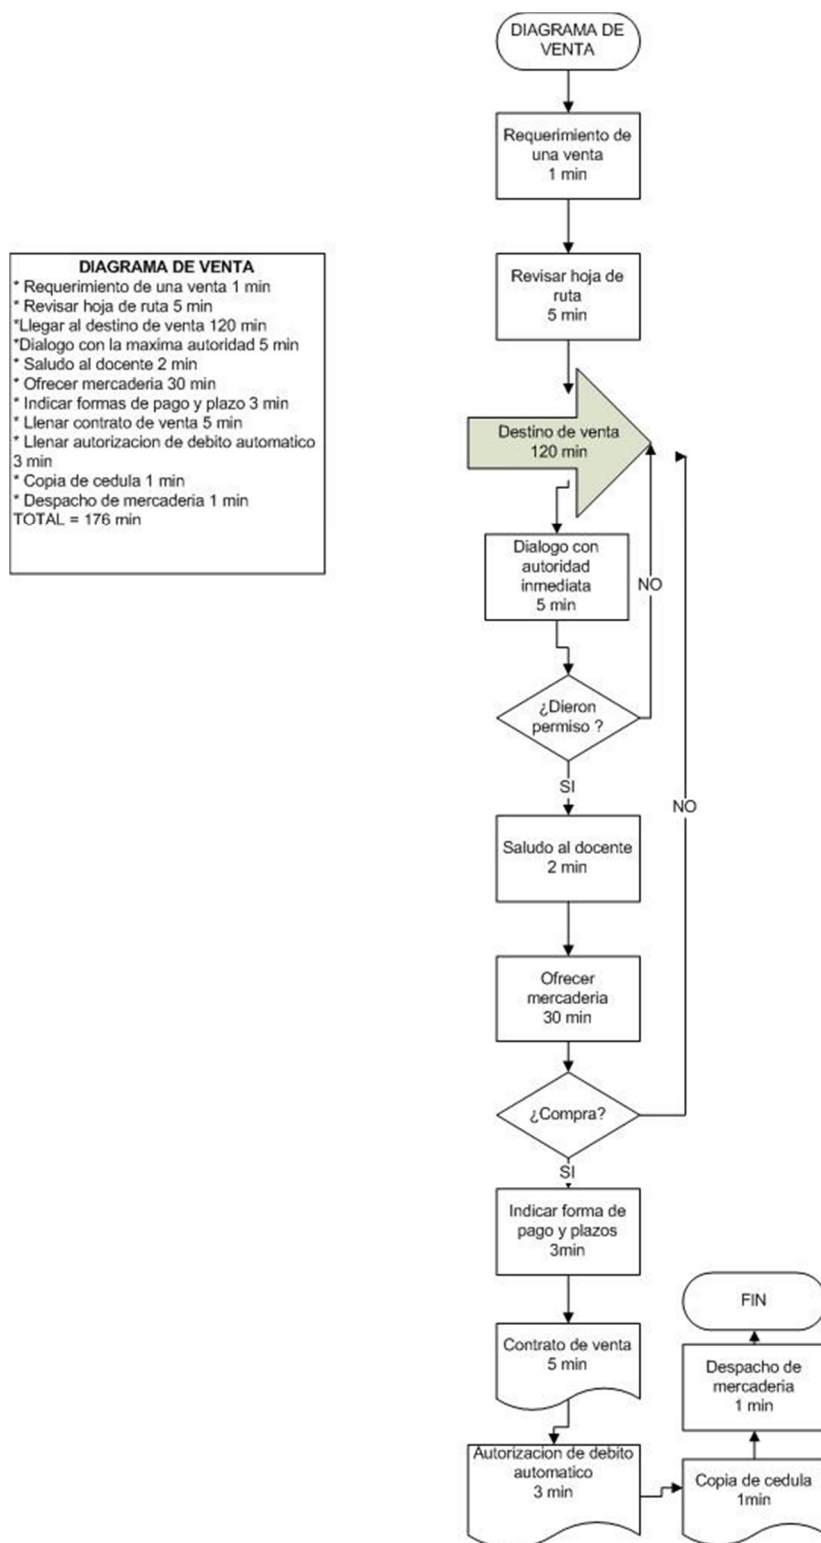 DIAGRAMA DE
VENTA
Requerimiento de
una venta
1 min
Revisar hoja de
ruta
5 min
DIAGRAMA DE VENTA
* Requerimiento de una venta 1 min
* Revisar hoja de ruta 5 min
*Llegar al destino de venta 120 min
*Dialogo con la maxima autoridad 5 min
* Saludo al docente 2 min
* Ofrecer mercaderia 30 min
* Indicar formas de pago y plazo 3 min
* Llenar contrato de venta 5 min
* Llenar autorizacion de debito automatico
3 min
* Copia de cedula 1 min
* Despacho de mercaderia 1 min
TOTAL = 176 min
Destino de venta
120 min
Dialogo con
autoridad
inmediata
5 min
NO
¿Dieron
permiso ?
SI
NO
Saludo al docente
2 min
Ofrecer
mercaderia
30 min
¿Compra?
SI
Indicar forma de
pago y plazos
3min
Contrato de venta
5 min
Autorizacion de debito
automatico
3 min
Copia de cedula
1min
Despacho de
mercaderia
1 min
FIN